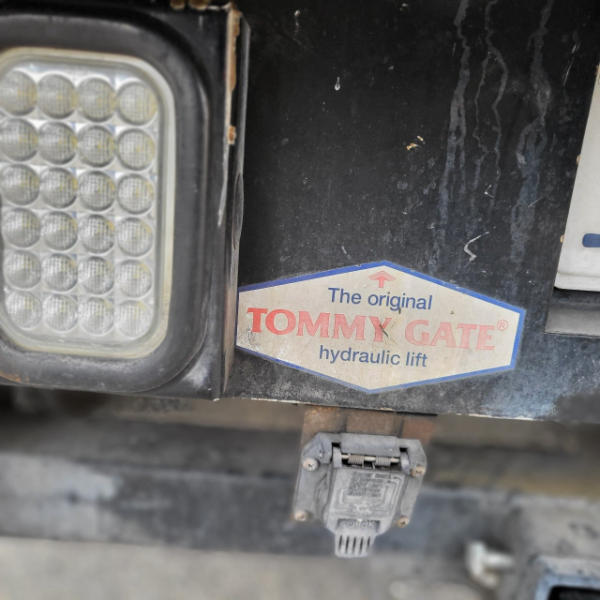 The original
TOMMY GATE®
hydraulic lift